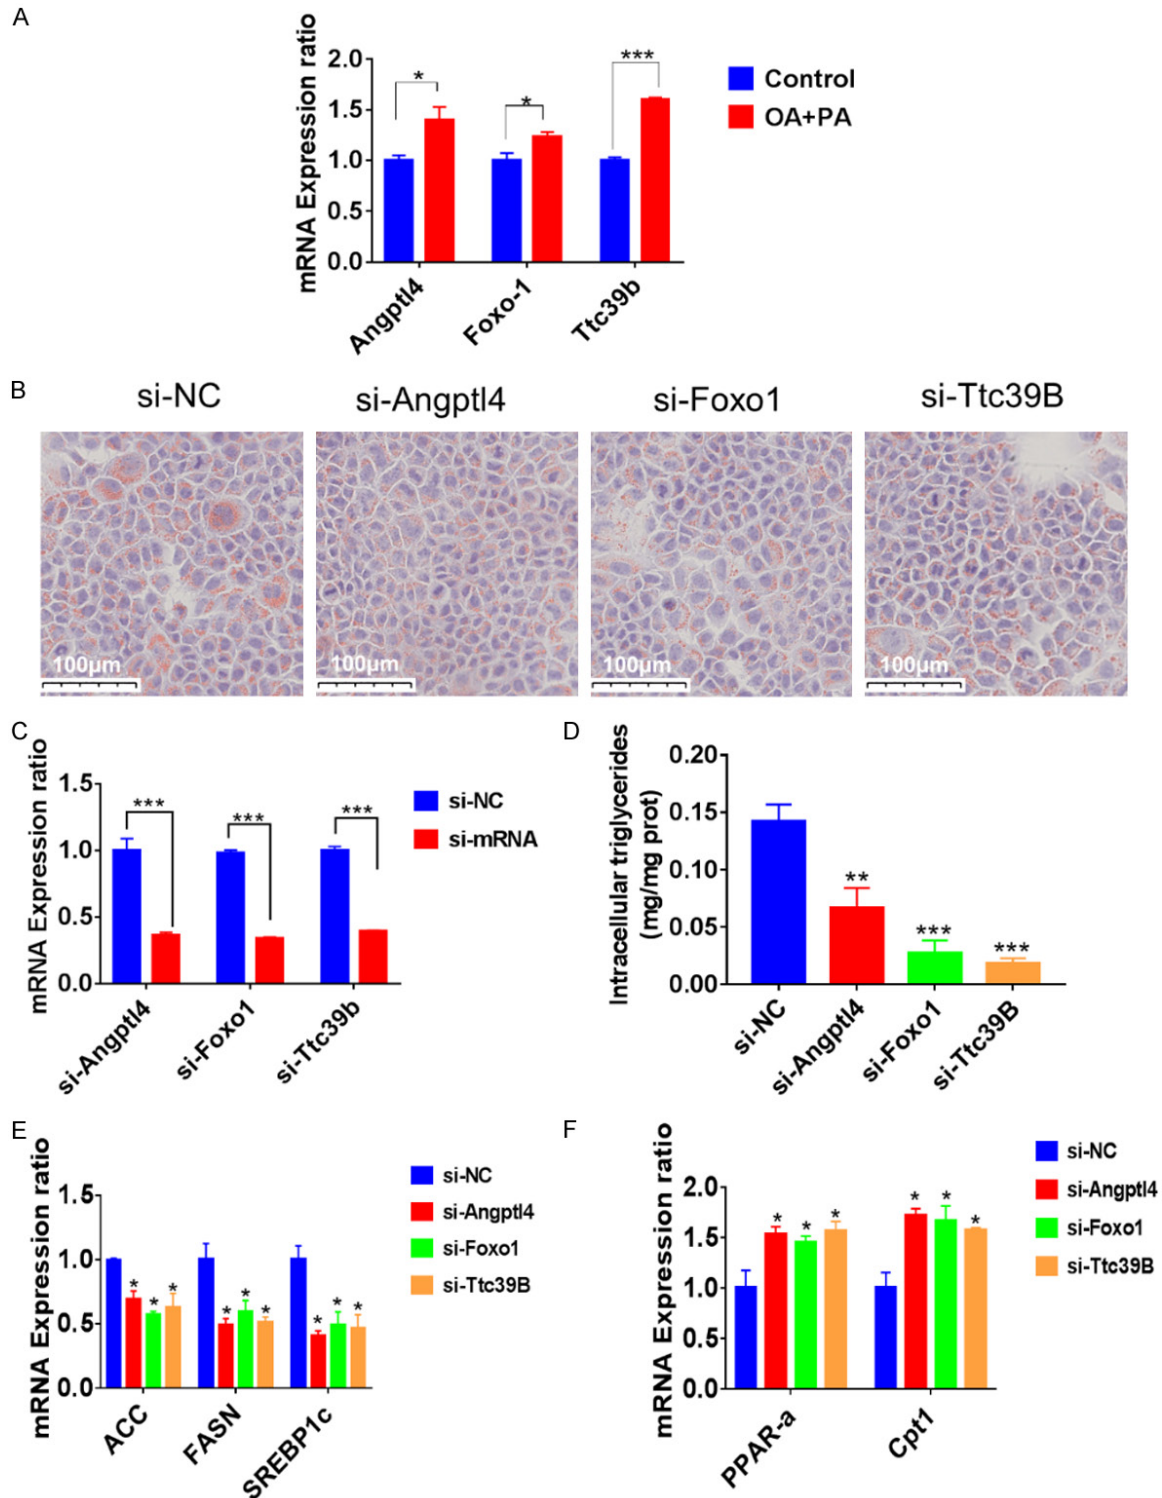 A
mRNA Expression ratio
2.0
1.5
1.0
0.5
0.0
*
*
***
Angptl4
Foxo-1
Ttc39b
Control
OA+PA
B
si-NC
si-Angptl4
si-Foxo1
si-Ttc39B
100μm
100μm
100μm
100μm
C
mRNA Expression ratio
1.5
1.0
0.5
0.0
***
***
***
si-Angptl4
si-Foxo1
si-Ttc39b
si-NC
si-mRNA
D
Intracellular triglycerides
(mg/mg prot)
0.20
0.15
0.10
0.05
0.00
**
***
***
si-NC
si-Angptl4
si-Foxo1
si-Ttc39B
E
mRNA Expression ratio
1.5
1.0
0.5
0.0
* * *
* * *
* * *
ACC
FASN
SREBP1c
si-NC
si-Angptl4
si-Foxo1
si-Ttc39B
F
mRNA Expression ratio
2.0
1.5
1.0
0.5
0.0
* * *
* * *
PPAR-a
Cpt1
si-NC
si-Angptl4
si-Foxo1
si-Ttc39B